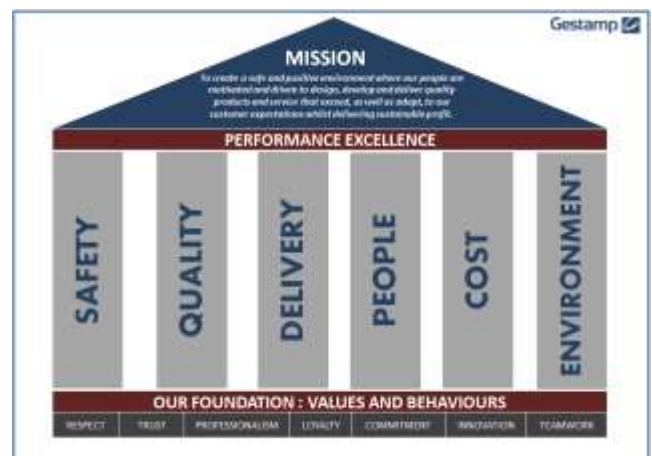 Gestamp
MISSION
To create a safe and positive environment where our people are
motivated and driven to design, develop and deliver quality
products and service that exceed, as well as adapt, to our
customer expectations whilst delivering sustainable profit.
PERFORMANCE EXCELLENCE
SAFETY
QUALITY
DELIVERY
PEOPLE
COST
ENVIRONMENT
OUR FOUNDATION : VALUES AND BEHAVIOURS
RESPECT TRUST PROFESSIONALISM LOYALTY COMMITMENT INNOVATION TEAMWORK